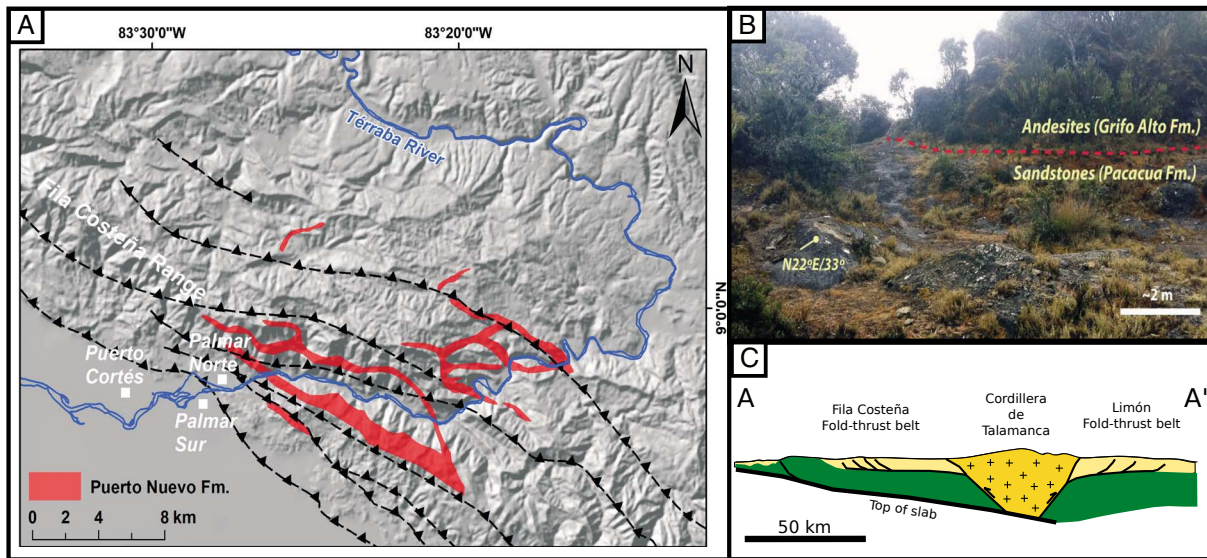 A
83°30'0"W
83°20'0"W
N
Térraba River
Fila Costeña Range
9°0'0"N
Puerto
Cortés
Palmar
Norte
Palmar
Sur
Puerto Nuevo Fm.
0 2 4 8 km
B
Andesites (Grifo Alto Fm.)
Sandstones (Pacacua Fm.)
N22ºE/33º
~2 m
C
A
A'
Fila Costeña
Fold-thrust belt
Cordillera
de
Talamanca
Limón
Fold-thrust belt
Top of slab
50 km